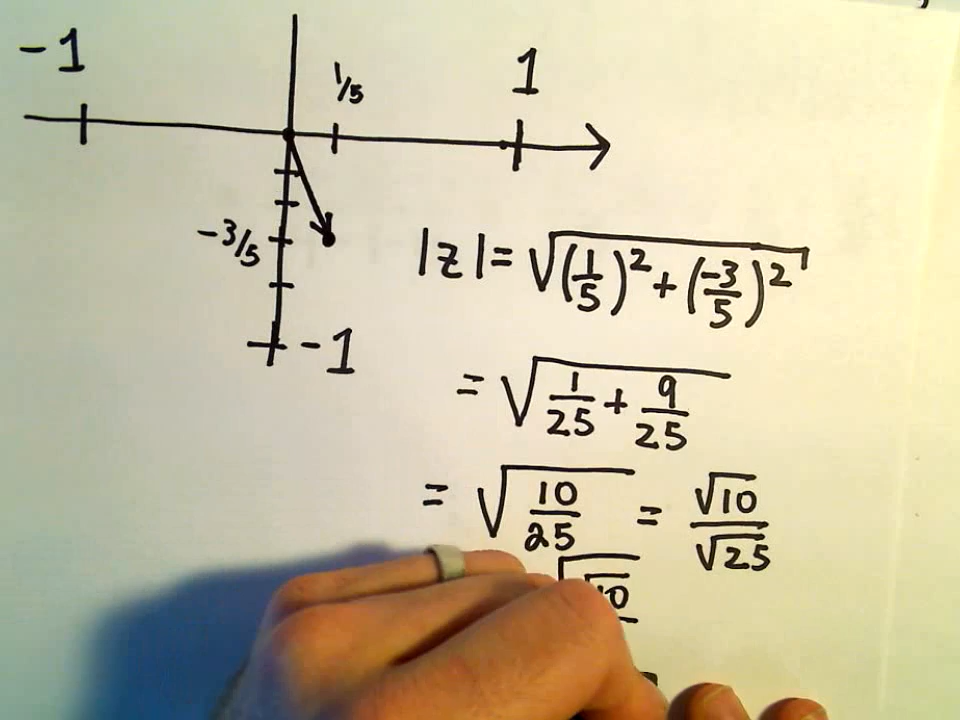 -1
1/5
1
-3/5
-1
|z| = √(1/5)² + (-3/5)²
= √1/25 + 9/25
= √10/25 = √10/√25
√10